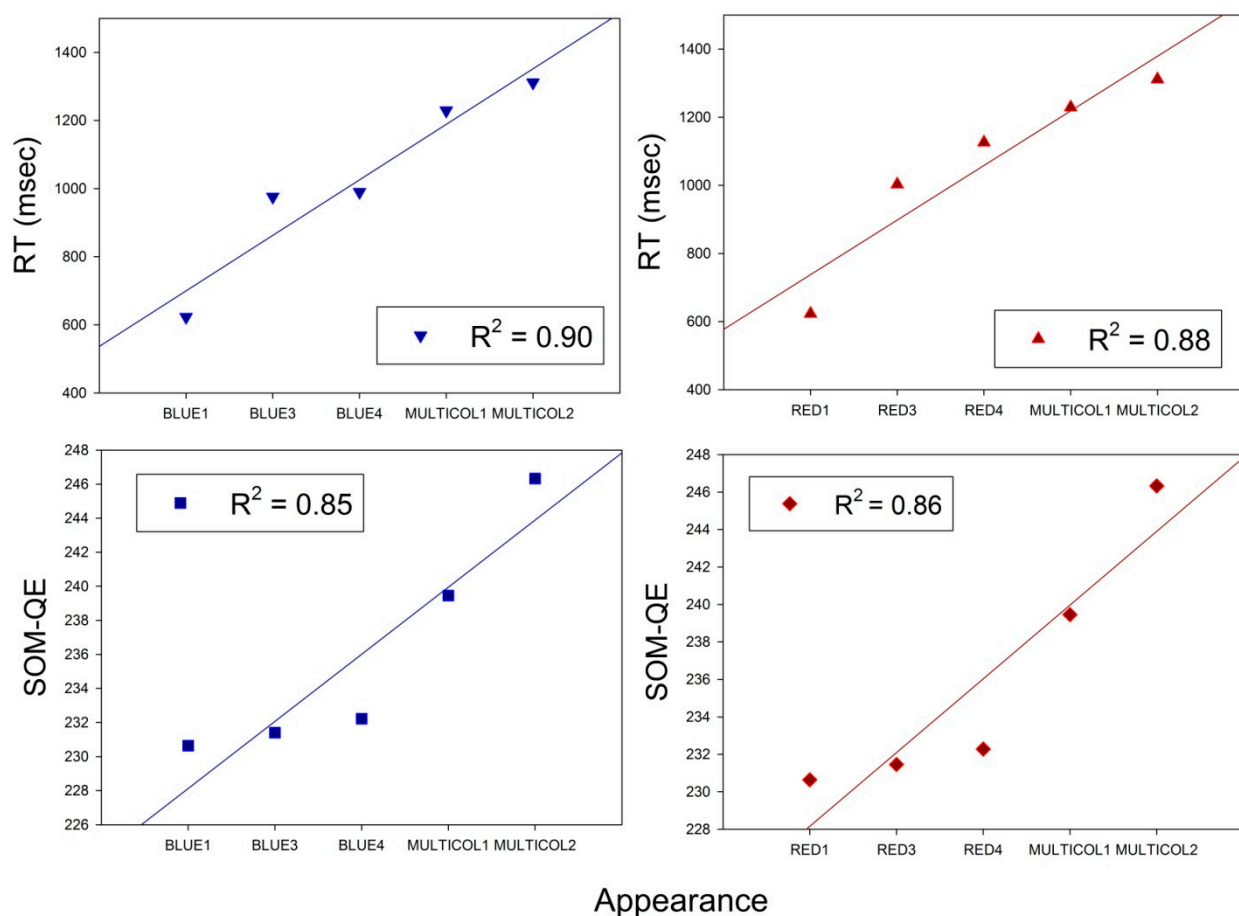 1400
1200
1000
800
600
400
RT (msec)
R² = 0.90
BLUE1 BLUE3 BLUE4 MULTICOL1 MULTICOL2
1400
1200
1000
800
600
400
RT (msec)
R² = 0.88
RED1 RED3 RED4 MULTICOL1 MULTICOL2
248
246
244
242
240
238
236
234
232
230
228
226
SOM-QE
R² = 0.85
BLUE1 BLUE3 BLUE4 MULTICOL1 MULTICOL2
248
246
244
242
240
238
236
234
232
230
228
SOM-QE
R² = 0.86
RED1 RED3 RED4 MULTICOL1 MULTICOL2
Appearance